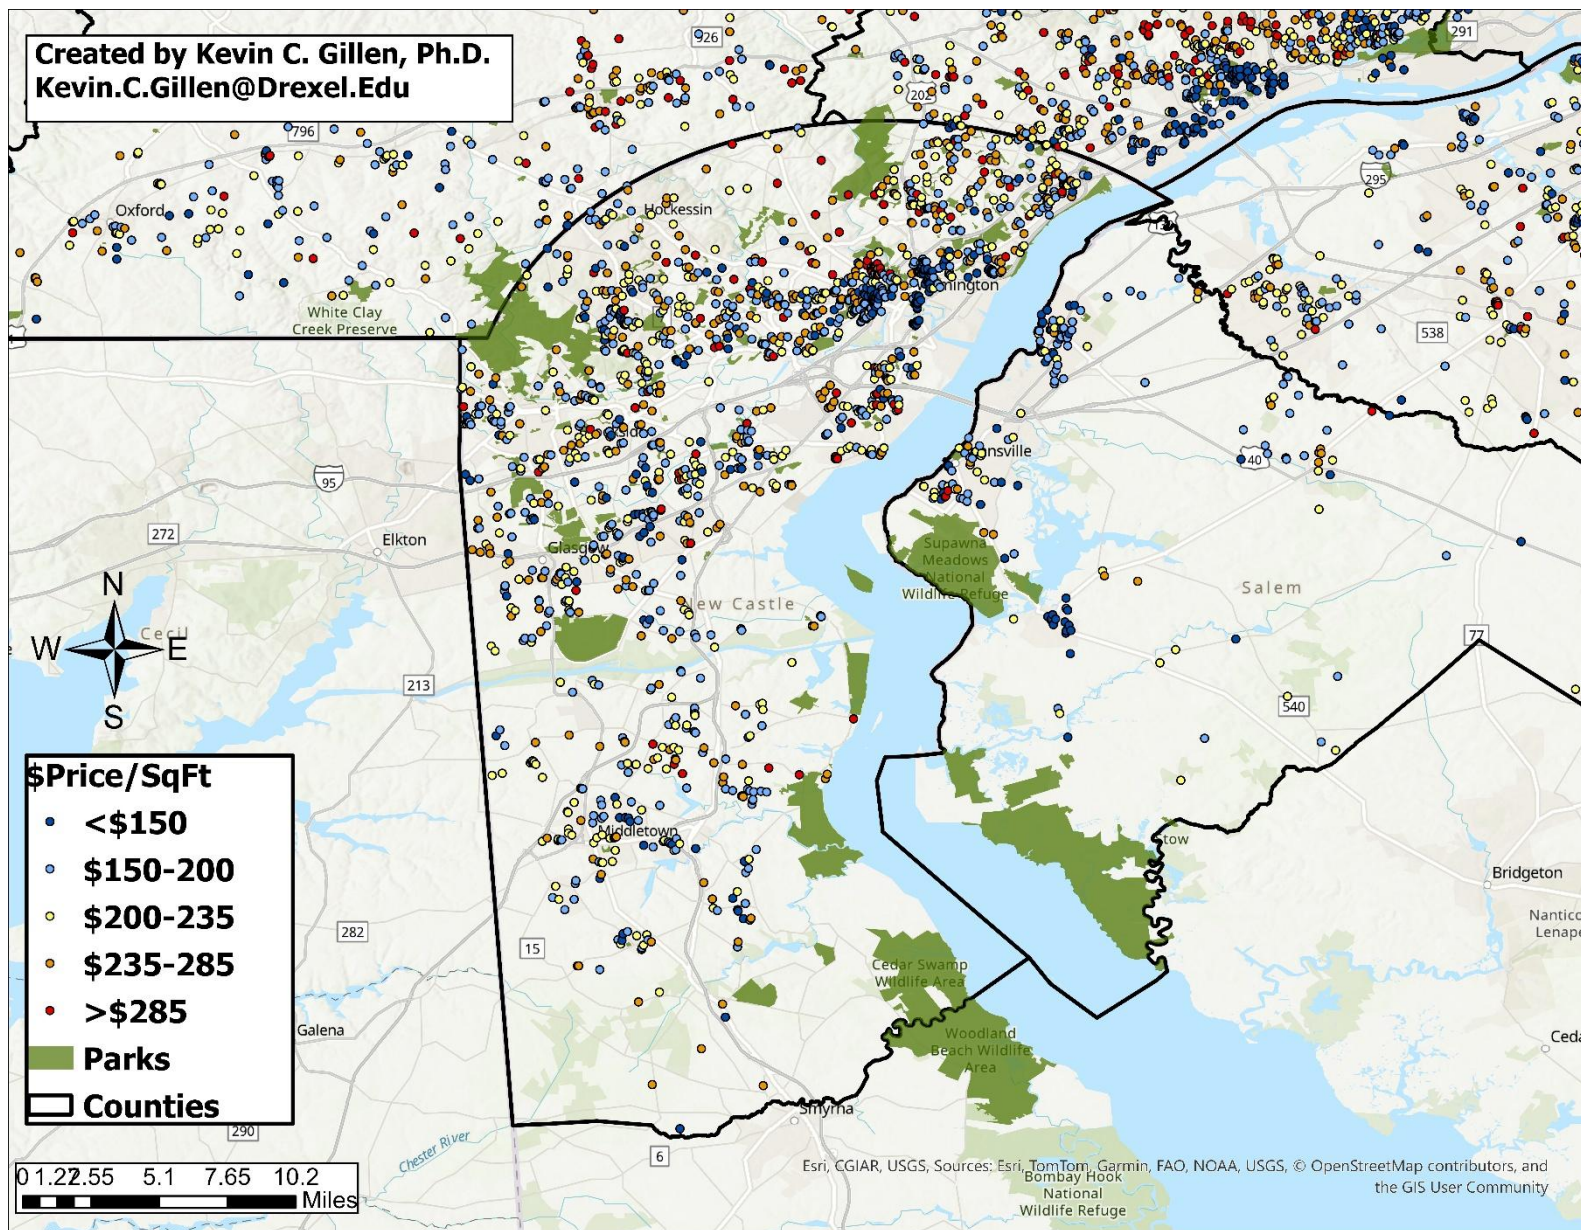 Created by Kevin C. Gillen, Ph.D.
Kevin.C.Gillen@Drexel.Edu
926
291
202
796
295
Oxford
Hockessin
White Clay
Creek Preserve
538
95
40
272
Elkton
Glasgow
Supawna
Meadows
National
Wildlife Refuge
Salem
New Castle
N
W
E
S
Cecil
77
213
540
$Price/SqFt
<$150
$150-200
$200-235
$235-285
>$285
Parks
Counties
Middletown
Bridgeton
Nantico
Lenape
282
15
Cedar Swamp
Wildlife Area
Galena
Woodland
Beach Wildlife
Area
Ceda
Smyrna
290
Chester River
6
0 1.27 2.55 5.1 7.65 10.2
Miles
Esri, CGIAR, USGS, Sources: Esri, TomTom, Garmin, FAO, NOAA, USGS, © OpenStreetMap contributors, and
the GIS User Community
Bombay Hook
National
Wildlife Refuge